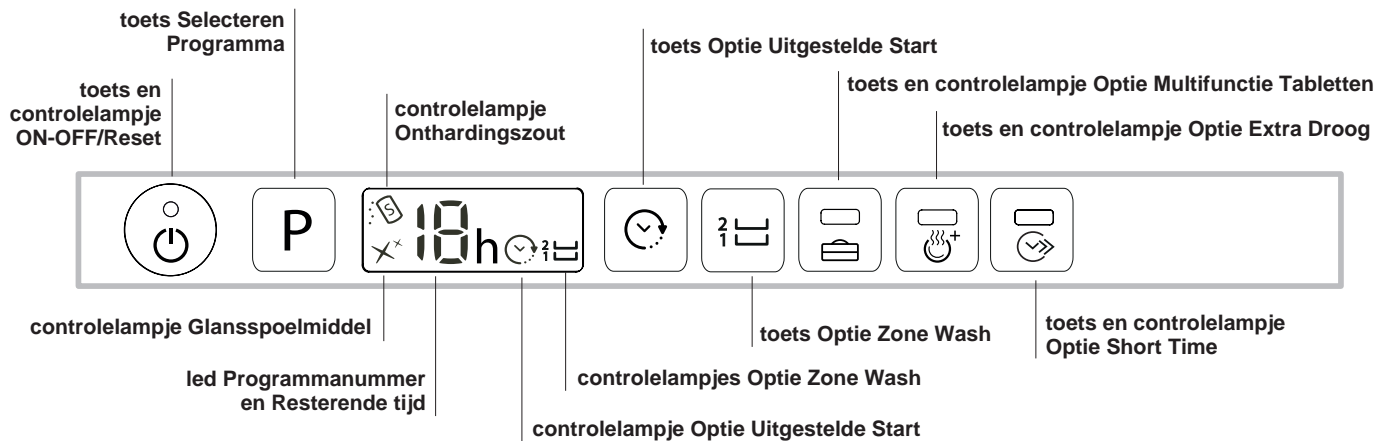 toets Selecteren
Programma
toets Optie Uitgestelde Start
toets en controlelampje Optie Multifunctie Tabletten
toets en
controlelampje
ON-OFF/Reset
controlelampje
Onthardingszout
toets en controlelampje Optie Extra Droog
P
S
18h
2
1
2
1
+
controlelampje Glansspoelmiddel
toets Optie Zone Wash
toets en controlelampje
Optie Short Time
led Programmanummer
en Resterende tijd
controlelampjes Optie Zone Wash
controlelampje Optie Uitgestelde Start